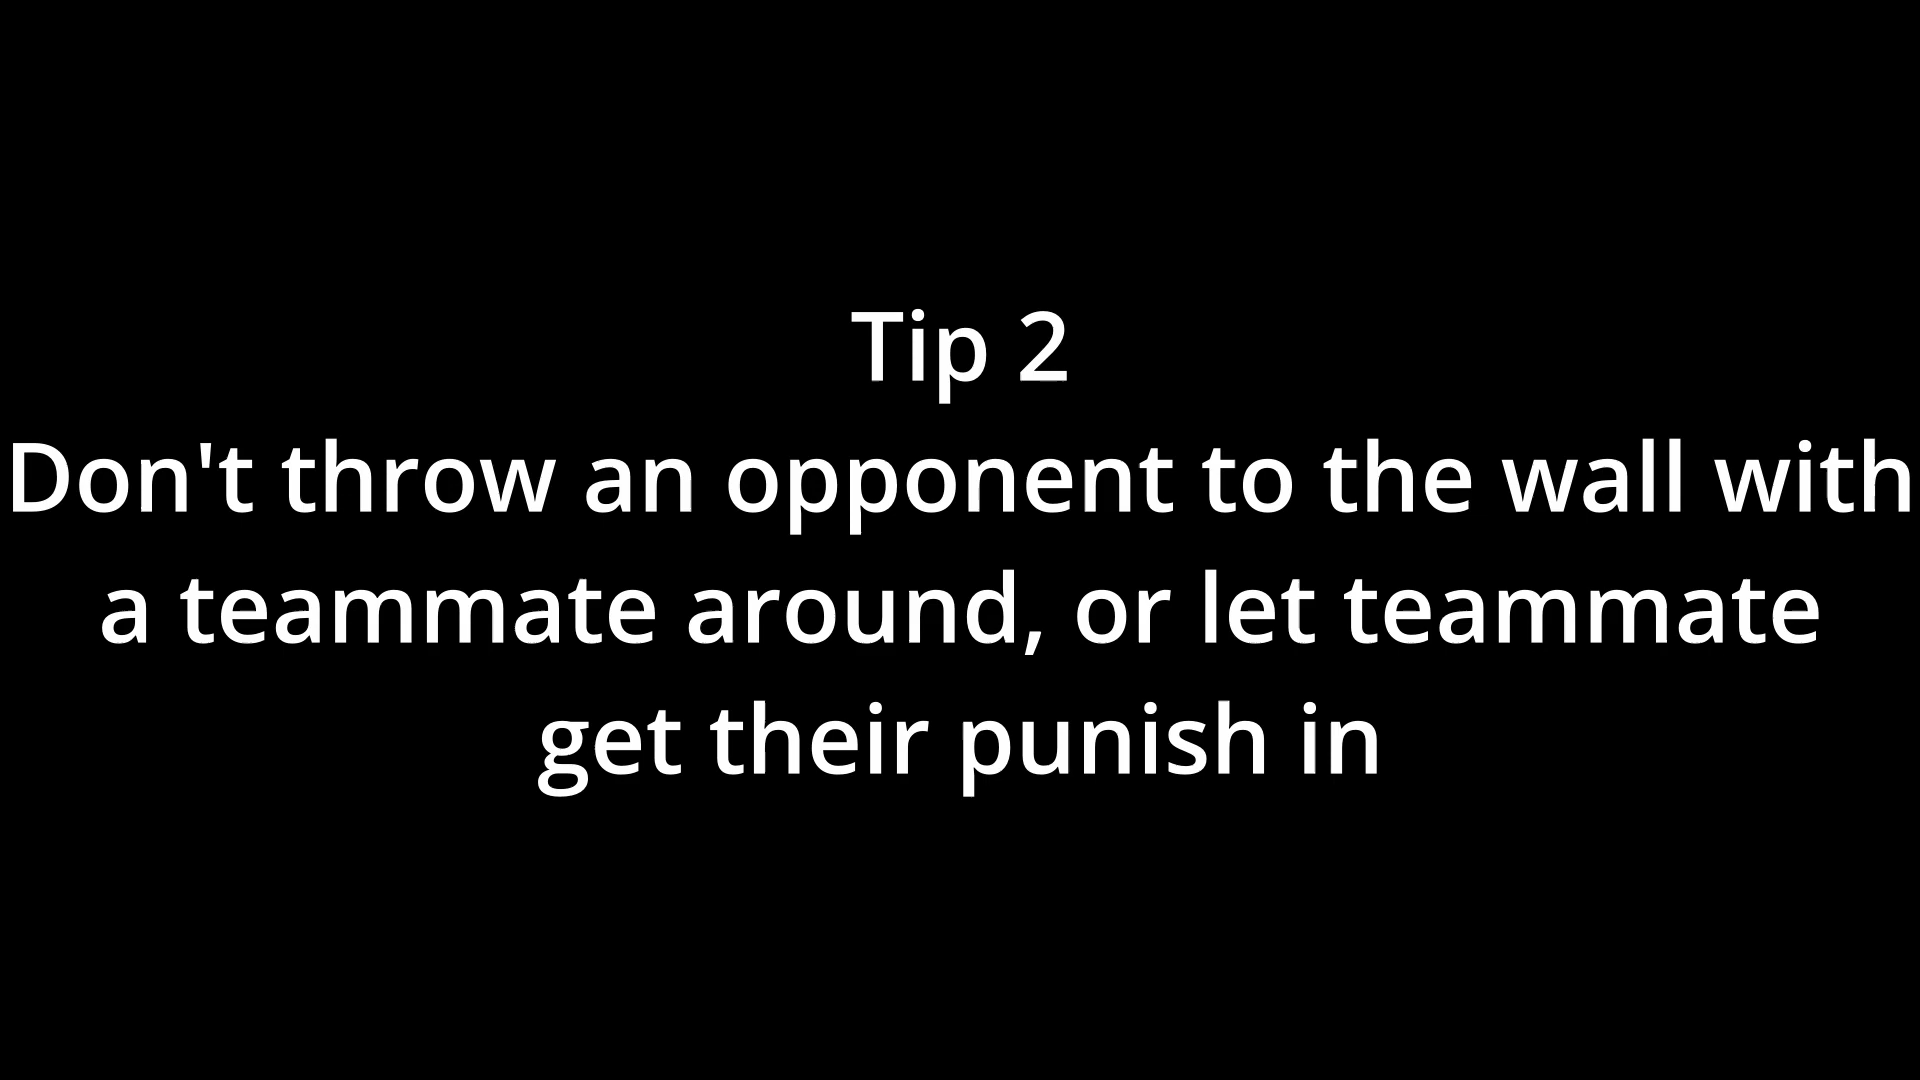 Tip 2
Don't throw an opponent to the wall with
a teammate around, or let teammate
get their punish in